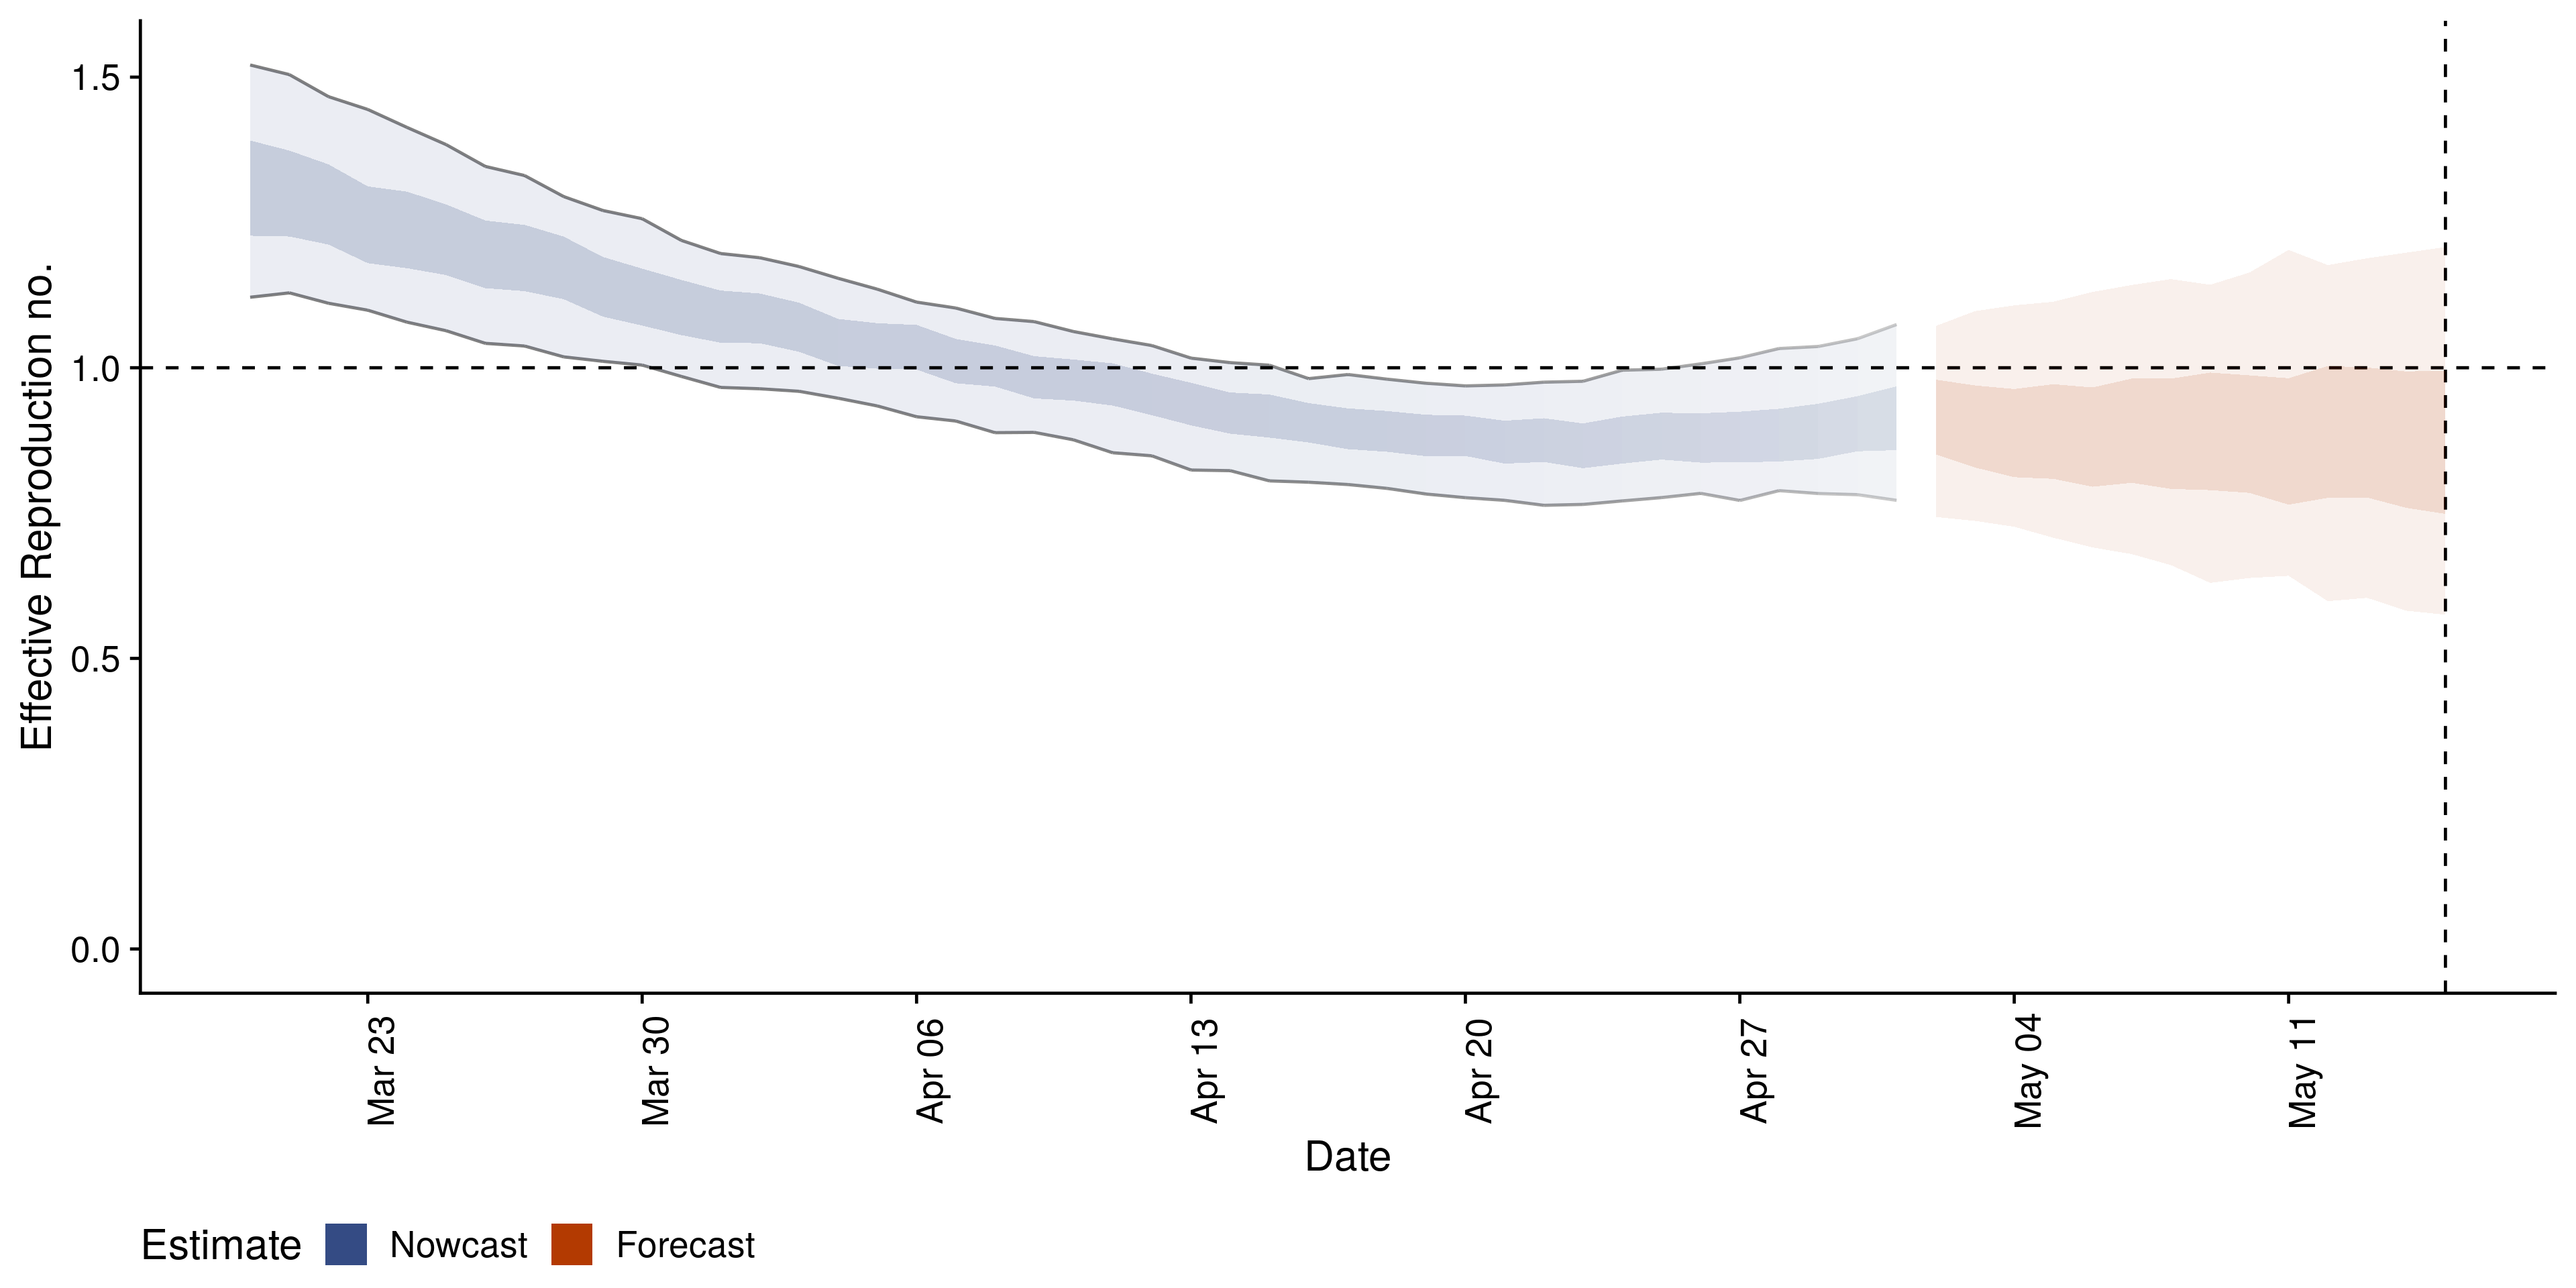 Effective Reproduction no.
1.5
1.0
0.5
0.0
Mar 23
Mar 30
Apr 06
Apr 13
Apr 20
Apr 27
May 04
May 11
Date
Estimate Nowcast Forecast